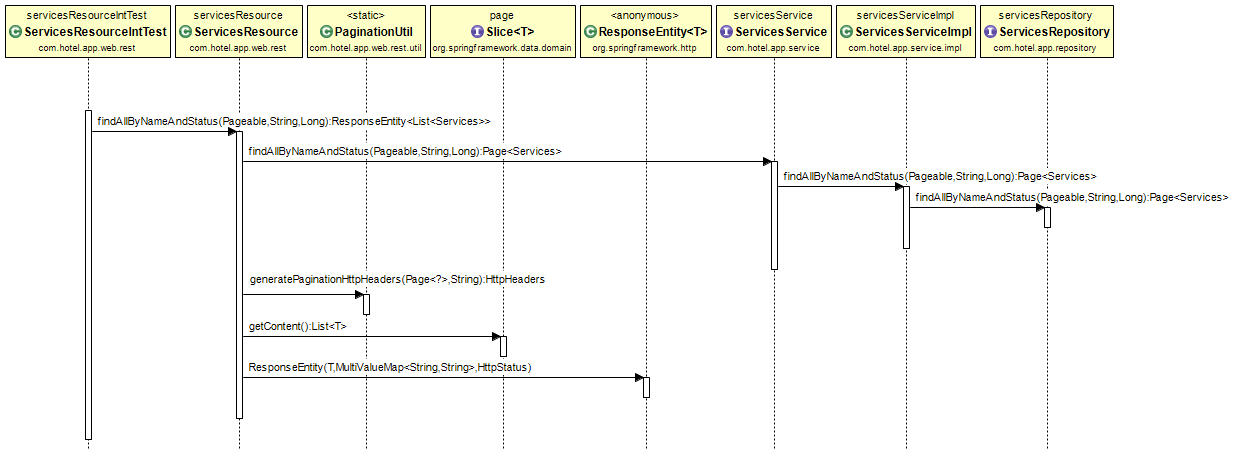 servicesResourceIntTest
C ServicesResourceIntTest
com.hotel.app.web.rest
servicesResource
C ServicesResource
com.hotel.app.web.rest
<static>
C PaginationUtil
com.hotel.app.web.rest.util
page
I Slice<T>
org.springframework.data.domain
<anonymous>
C ResponseEntity<T>
org.springframework.http
servicesService
I ServicesService
com.hotel.app.service
servicesServiceImpl
C ServicesServiceImpl
com.hotel.app.service.impl
servicesRepository
I ServicesRepository
com.hotel.app.repository
findAllByNameAndStatus(Pageable,String,Long):ResponseEntity<List<Services>>
findAllByNameAndStatus(Pageable,String,Long):Page<Services>
findAllByNameAndStatus(Pageable,String,Long):Page<Services>
findAllByNameAndStatus(Pageable,String,Long):Page<Services>
generatePaginationHttpHeaders(Page<?>,String):HttpHeaders
getContent():List<T>
ResponseEntity(T,MultiValueMap<String,String>,HttpStatus)